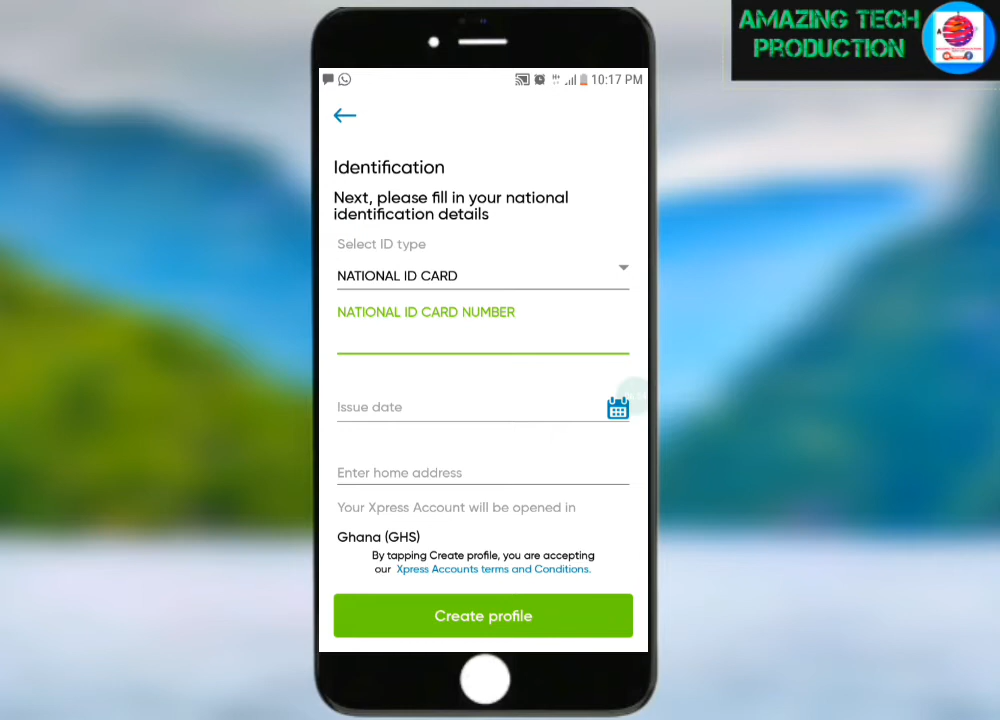 AMAZING TECH
PRODUCTION
10:17 PM
Identification
Next, please fill in your national
identification details
Select ID type
NATIONAL ID CARD
NATIONAL ID CARD NUMBER
Issue date
Enter home address
Your Xpress Account will be opened in
Ghana (GHS)
By tapping Create profile, you are accepting
our Xpress Accounts terms and Conditions.
Create profile